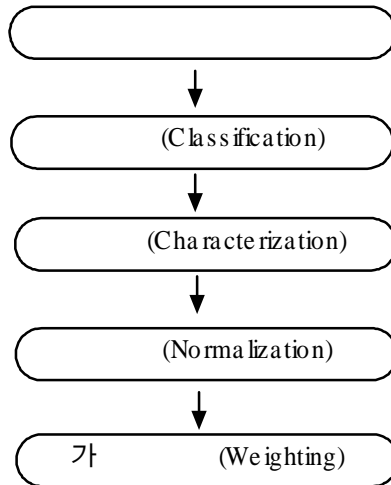 (Classification)
(Characterization)
(Normalization)
가 (Weighting)